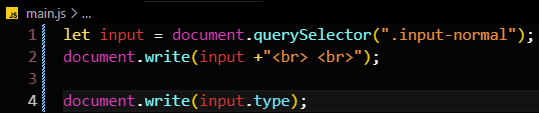 JS main.js > ...
1 let input = document.querySelector(".input-normal");
2 document.write(input +"<br> <br>");
3
4 document.write(input.type);